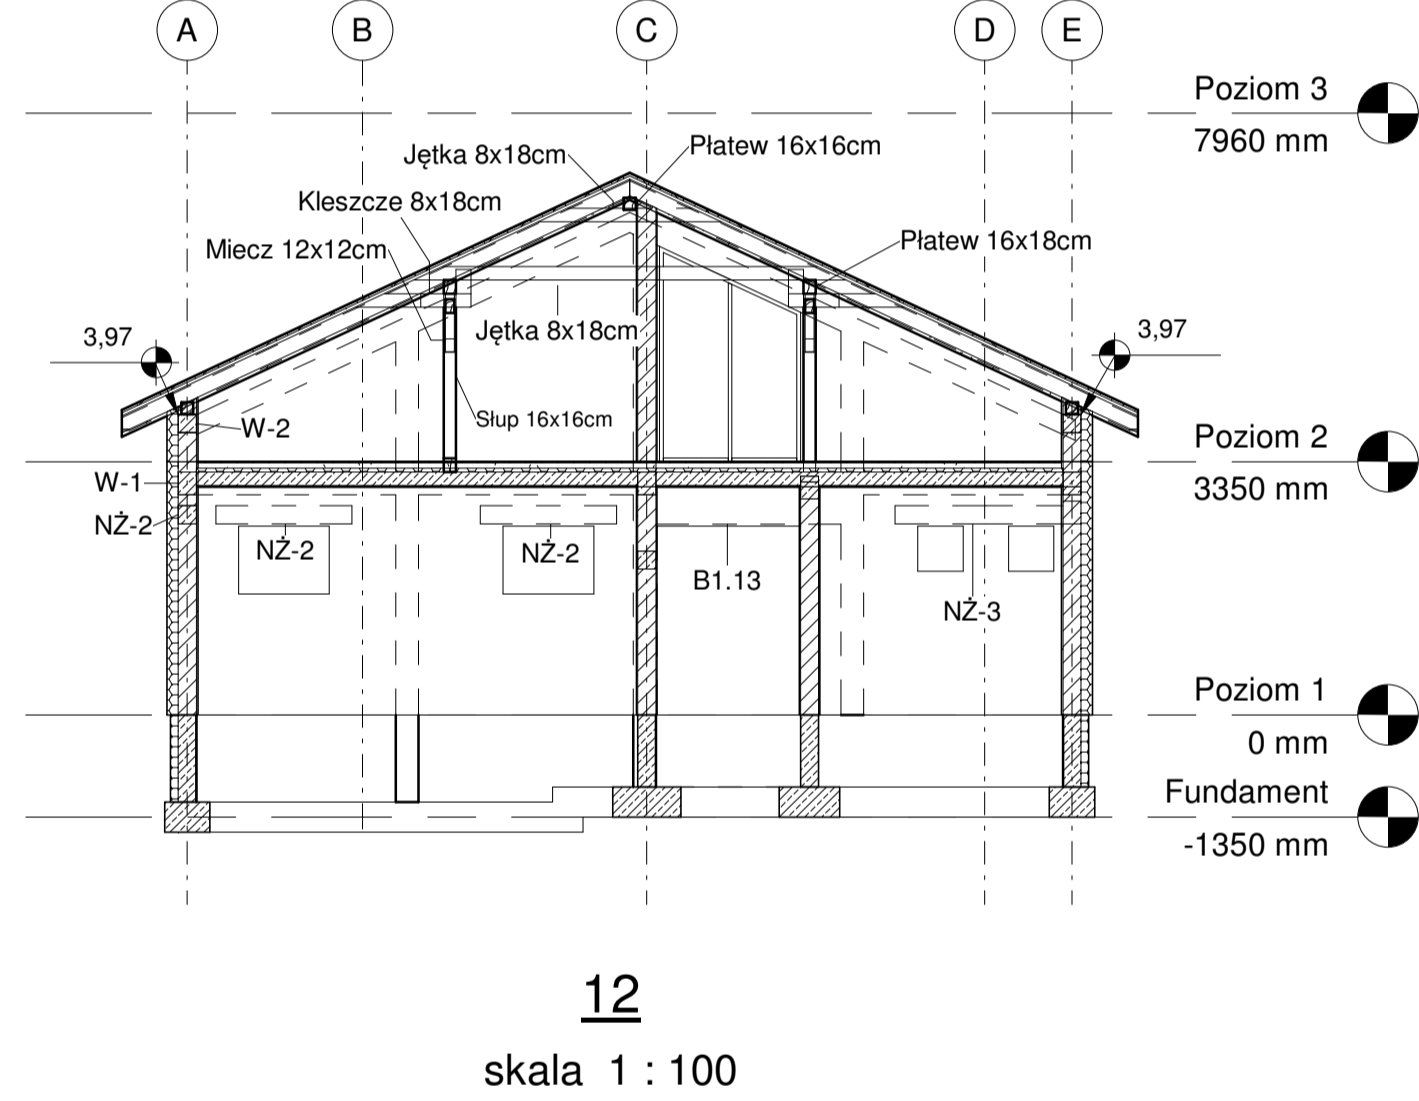 A
B
C
D
E
Poziom 3
7960 mm
Jętka 8x18cm
Płatew 16x16cm
Kleszcze 8x18cm
Miecz 12x12cm
Płatew 16x18cm
3,97
Jętka 8x18cm
3,97
Słup 16x16cm
W-2
Poziom 2
3350 mm
W-1
NŻ-2
NŻ-2
NŻ-2
B1.13
NŻ-3
Poziom 1
0 mm
Fundament
-1350 mm
12
skala 1 : 100